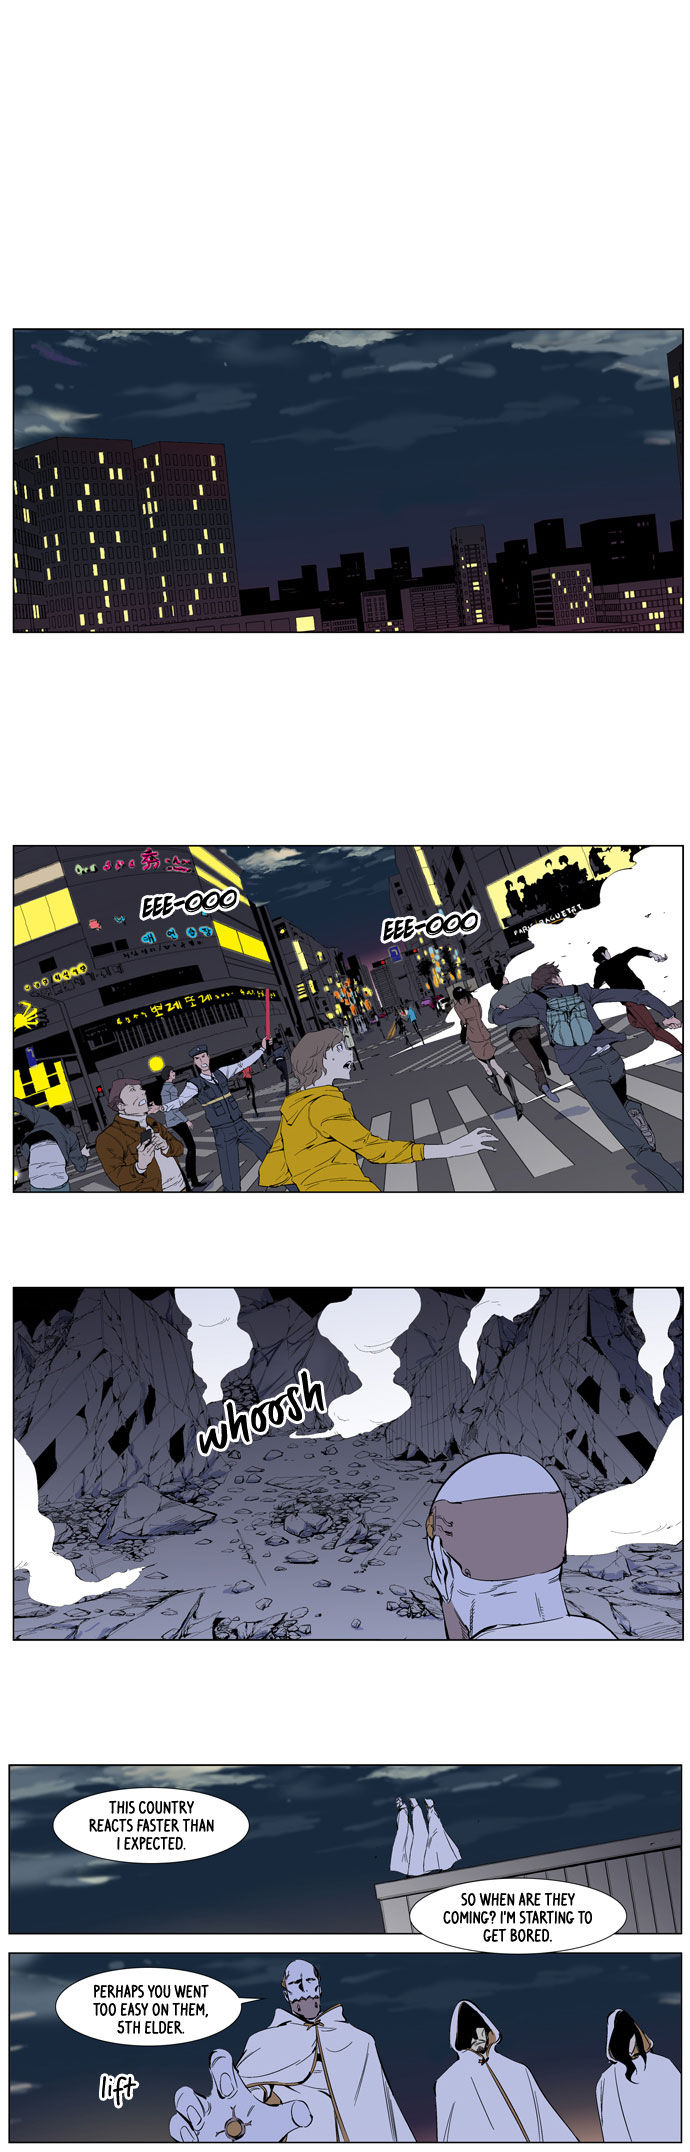 EEE-OOO
EEE-OOO
whoosh
THIS COUNTRY
REACTS FASTER THAN
I EXPECTED.
SO WHEN ARE THEY
COMING? I'M STARTING TO
GET BORED.
PERHAPS YOU WENT
TOO EASY ON THEM,
5TH ELDER.
lift